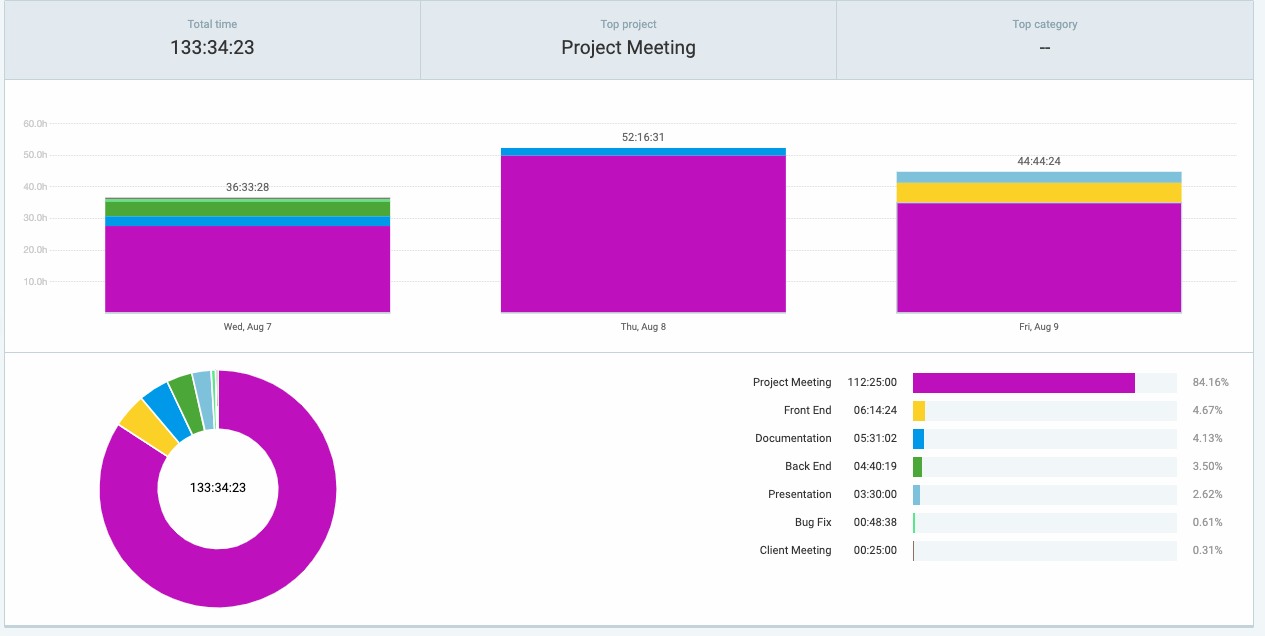 Total time
133:34:23
Top project
Project Meeting
Top category
--
60.0h
50.0h
40.0h
30.0h
20.0h
10.0h
36:33:28
52:16:31
44:44:24
Wed, Aug 7
Thu, Aug 8
Fri, Aug 9
133:34:23
Project Meeting 112:25:00 84.16%
Front End 06:14:24 4.67%
Documentation 05:31:02 4.13%
Back End 04:40:19 3.50%
Presentation 03:30:00 2.62%
Bug Fix 00:48:38 0.61%
Client Meeting 00:25:00 0.31%